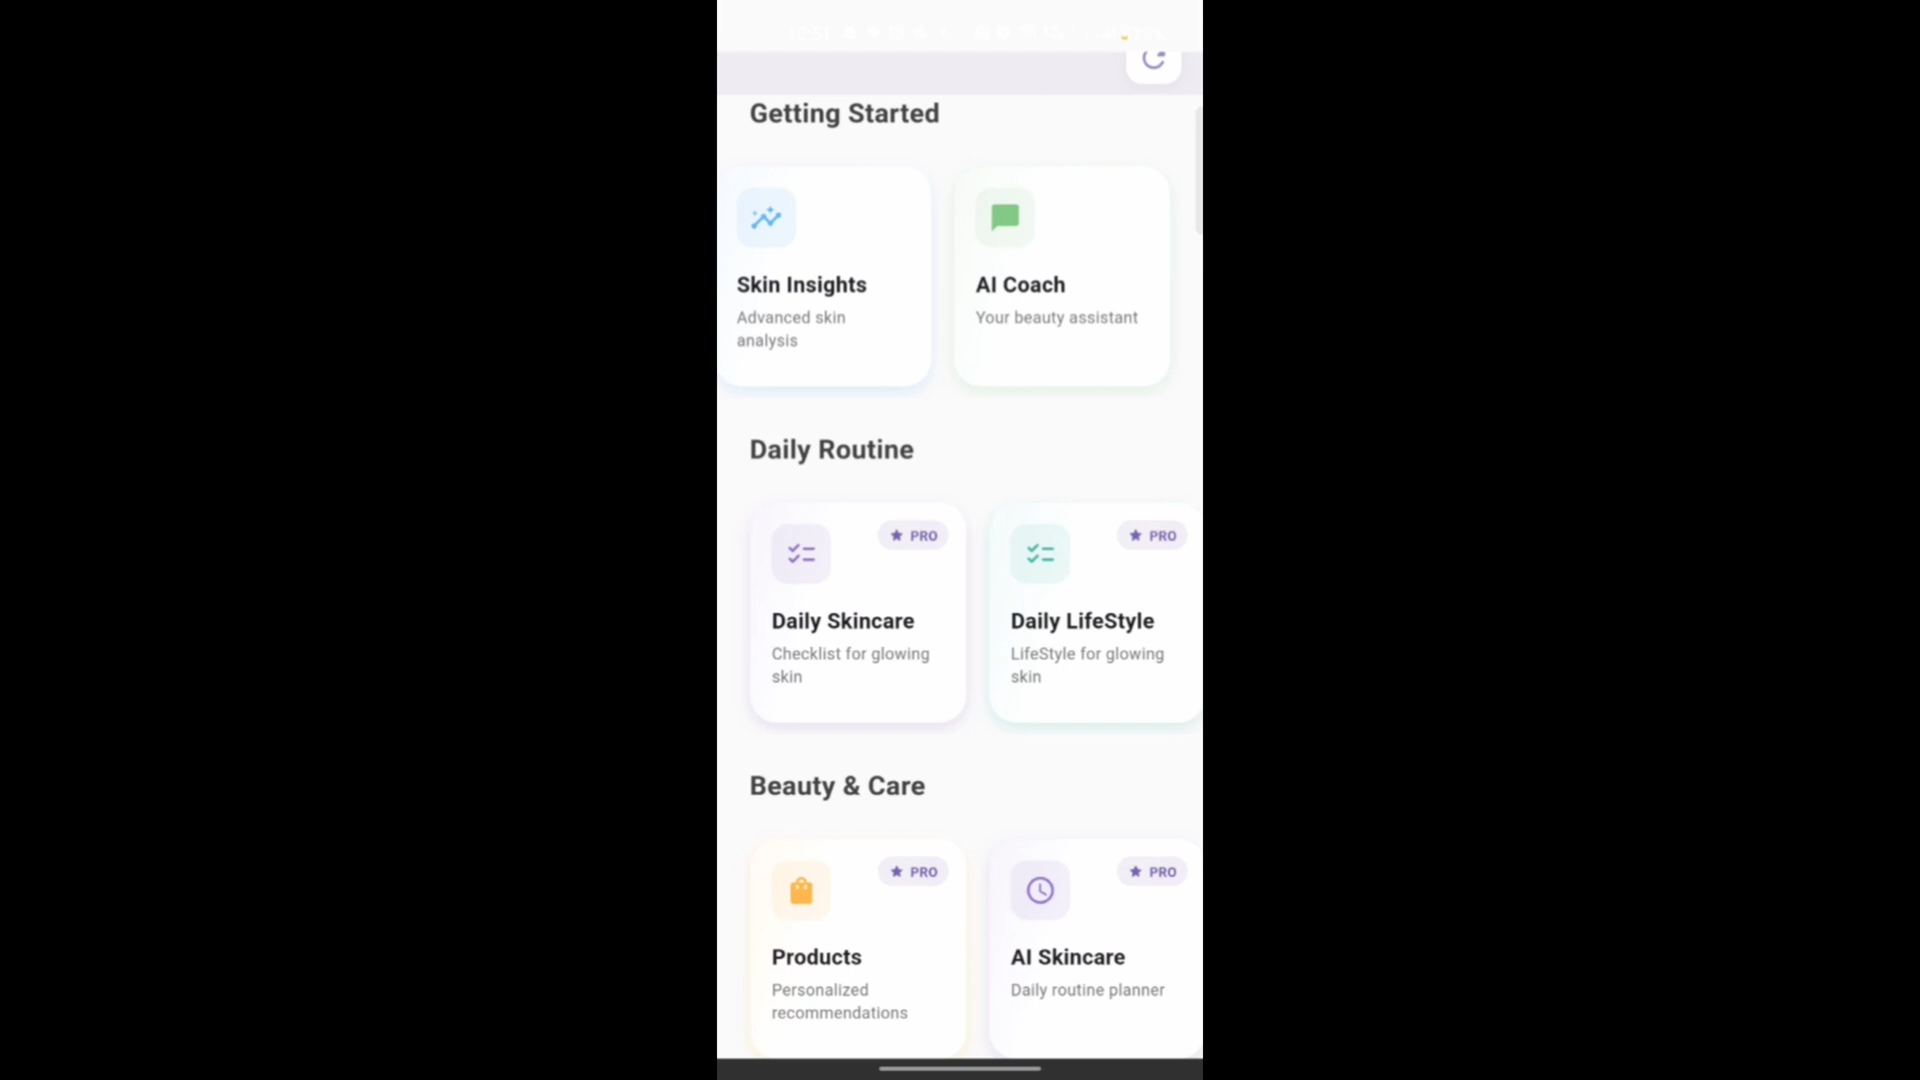 Getting Started
Skin Insights
Advanced skin
analysis
AI Coach
Your beauty assistant
Daily Routine
PRO
Daily Skincare
Checklist for glowing
skin
PRO
Daily LifeStyle
LifeStyle for glowing
skin
Beauty & Care
PRO
Products
Personalized
recommendations
PRO
AI Skincare
Daily routine planner